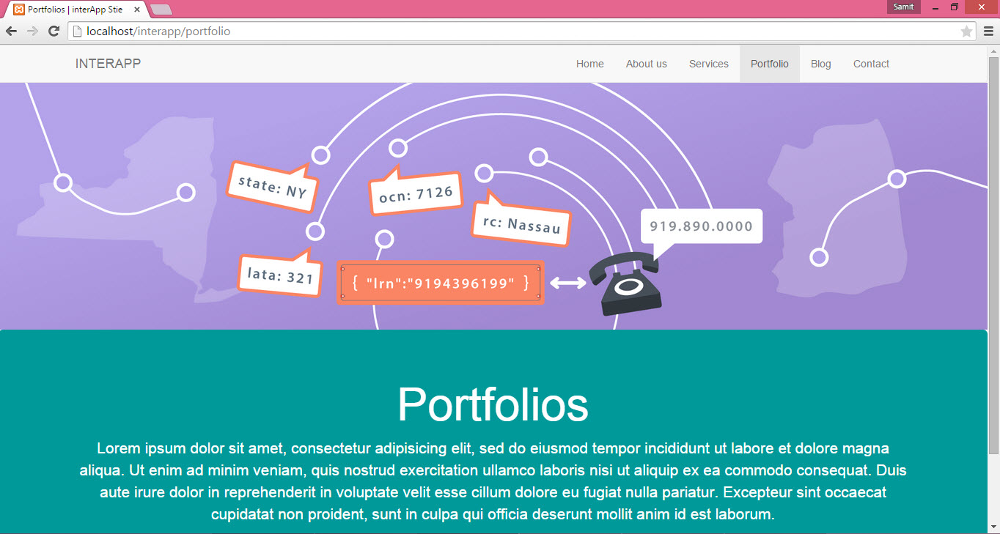 Portfolios | interApp Stie
Samit
localhost/interapp/portfolio
INTERAPP
Home
About us
Services
Portfolio
Blog
Contact
state: NY
ocn: 7126
rc: Nassau
919.890.0000
lata: 321
{ "lrn":"9194396199" }
Portfolios
Lorem ipsum dolor sit amet, consectetur adipisicing elit, sed do eiusmod tempor incididunt ut labore et dolore magna
aliqua. Ut enim ad minim veniam, quis nostrud exercitation ullamco laboris nisi ut aliquip ex ea commodo consequat. Duis
aute irure dolor in reprehenderit in voluptate velit esse cillum dolore eu fugiat nulla pariatur. Excepteur sint occaecat
cupidatat non proident, sunt in culpa qui officia deserunt mollit anim id est laborum.